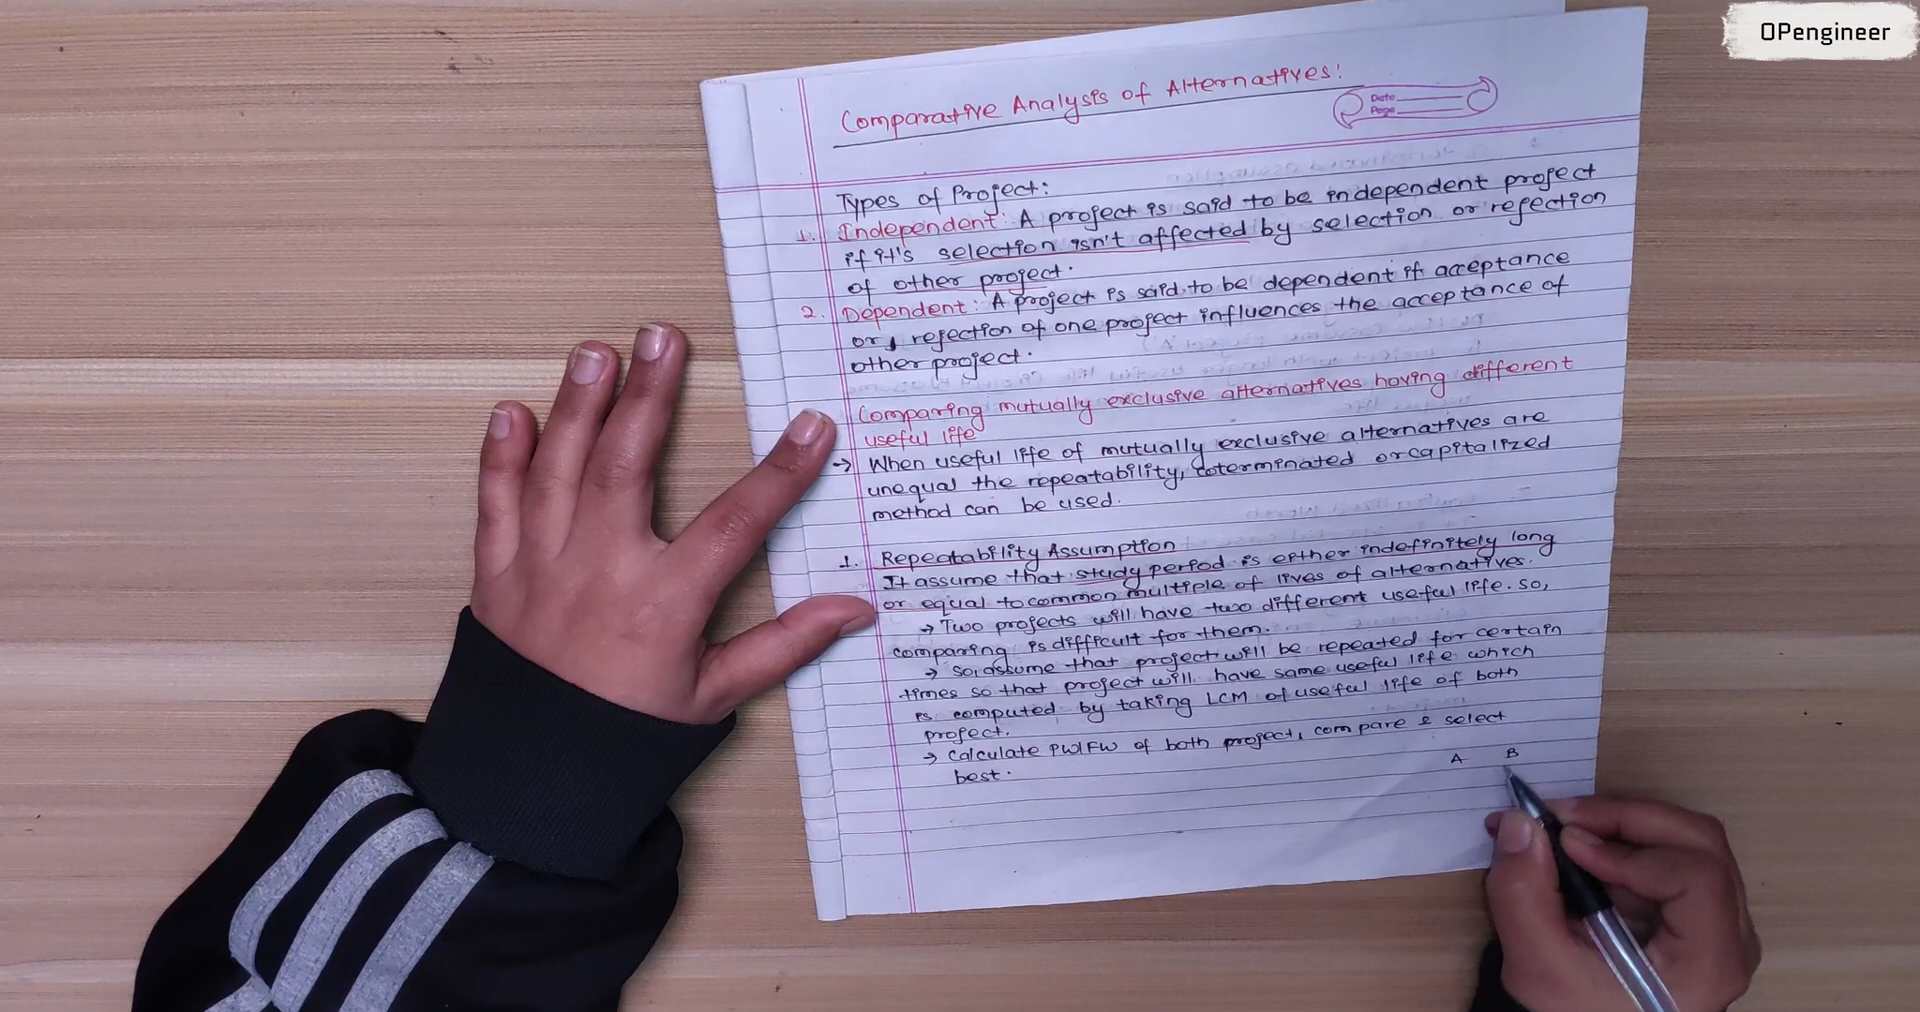 OPengineer
Comparative Analysis of Alternatives:
Date
Page
Types of Project:
1. Independent: A project is said to be independent project
if it's selection isn't affected by selection or rejection
of other project.
2. Dependent: A project is said to be dependent if acceptance
or rejection of one project influences the acceptance of
other project.
Comparing mutually exclusive alternatives having different
useful life
→ When useful life of mutually exclusive alternatives are
unequal the repeatability, coterminated or capitalized
method can be used.
1. Repeatability Assumption
It assume that study period is either indefinitely long
or equal to common multiple of lives of alternatives.
→ Two projects will have two different useful life. so,
comparing is difficult for them.
→ so, assume that project will be repeated for certain
times so that project will have same useful life which
is computed by taking LCM of useful life of both
project.
→ Calculate PW/FW of both project, compare & select
best.
A B